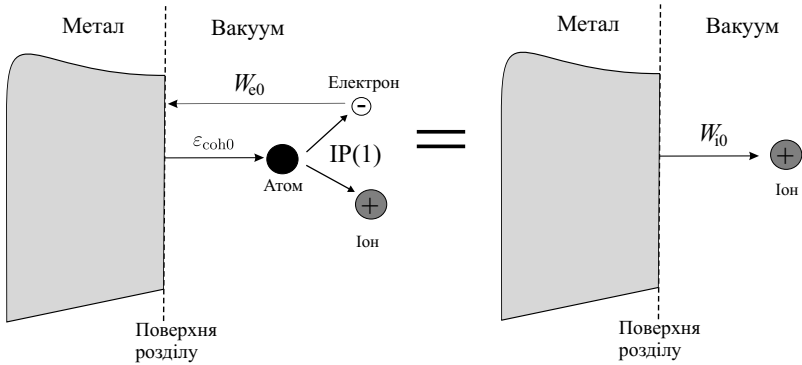 Метал
Вакуум
W_e0
Електрон
-
ε_coh0
IP(1)
Атом
+
Іон
Поверхня
розділу
=
Метал
Вакуум
W_i0
+
Іон
Поверхня
розділу